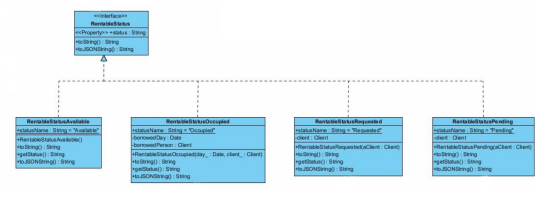 <<Interface>>
RentableStatus
<<Property>> +status : String
+toString() : String
+toJSONString() : String
RentableStatusAvailable
+statusName : String = "Available"
+RentableStatusAvailable()
+toString() : String
+getStatus() : String
+toJSONString() : String
RentableStatusOccupied
+statusName : String = "Occupied"
-borrowedDay : Date
-borrowedPerson : Client
+RentableStatusOccupied(day_ : Date, client_ : Client)
+toString() : String
+getStatus() : String
+toJSONString() : String
RentableStatusRequested
+statusName : String = "Requested"
-client : Client
+RentableStatusRequested(aClient : Client)
+toString() : String
+getStatus() : String
+toJSONString() : String
RentableStatusPending
+statusName : String = "Pending"
-client : Client
+RentableStatusPending(aClient : Client)
+toString() : String
+getStatus() : String
+toJSONString() : String